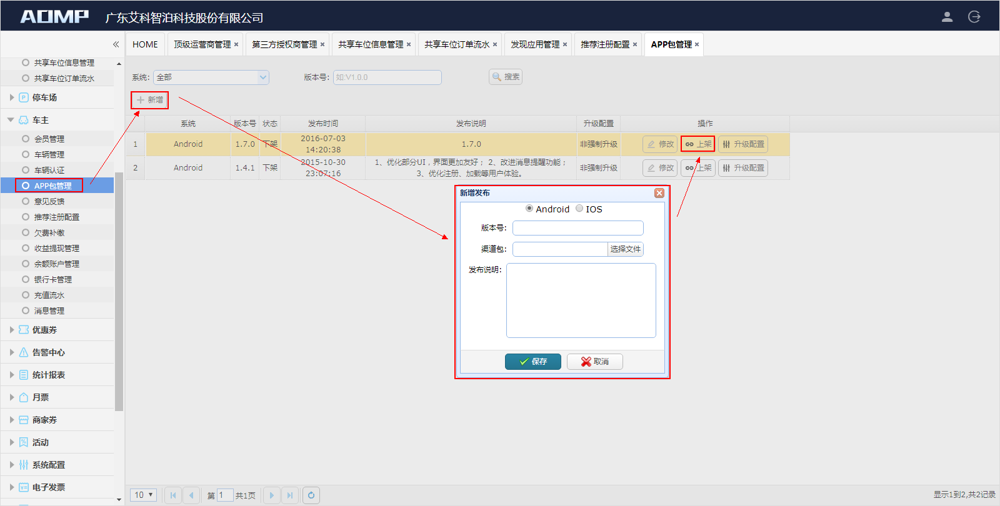 AOMP 广东艾科智泊科技股份有限公司
HOME 顶级运营商管理 × 第三方授权商管理 × 共享车位信息管理 × 共享车位订单流水 × 发现应用管理 × 推荐注册配置 × APP包管理 ×
共享车位信息管理
共享车位订单流水
停车场
车主
会员管理
车辆管理
车辆认证
APP包管理
意见反馈
推荐注册配置
欠费补缴
收益提现管理
余额账户管理
银行卡管理
充值流水
消息管理
优惠券
告警中心
统计报表
月票
商家券
活动
系统配置
电子发票
系统: 全部 版本号: 如:V1.0.0 搜索
新增
系统 版本号 状态 发布时间 发布说明 升级配置 操作
1 Android 1.7.0 下架 2016-07-03 14:20:38 1.7.0 非强制升级 修改 上架 升级配置
2 Android 1.4.1 下架 2015-10-30 23:07:16 1、优化部分UI，界面更加友好； 2、改进消息提醒功能；
3、优化注册、加载等用户体验。 非强制升级 修改 上架 升级配置
新增发布
Android IOS
版本号:
渠道包: 选择文件
发布说明:
保存 取消
10 第 1 共1页 显示1到2,共2记录